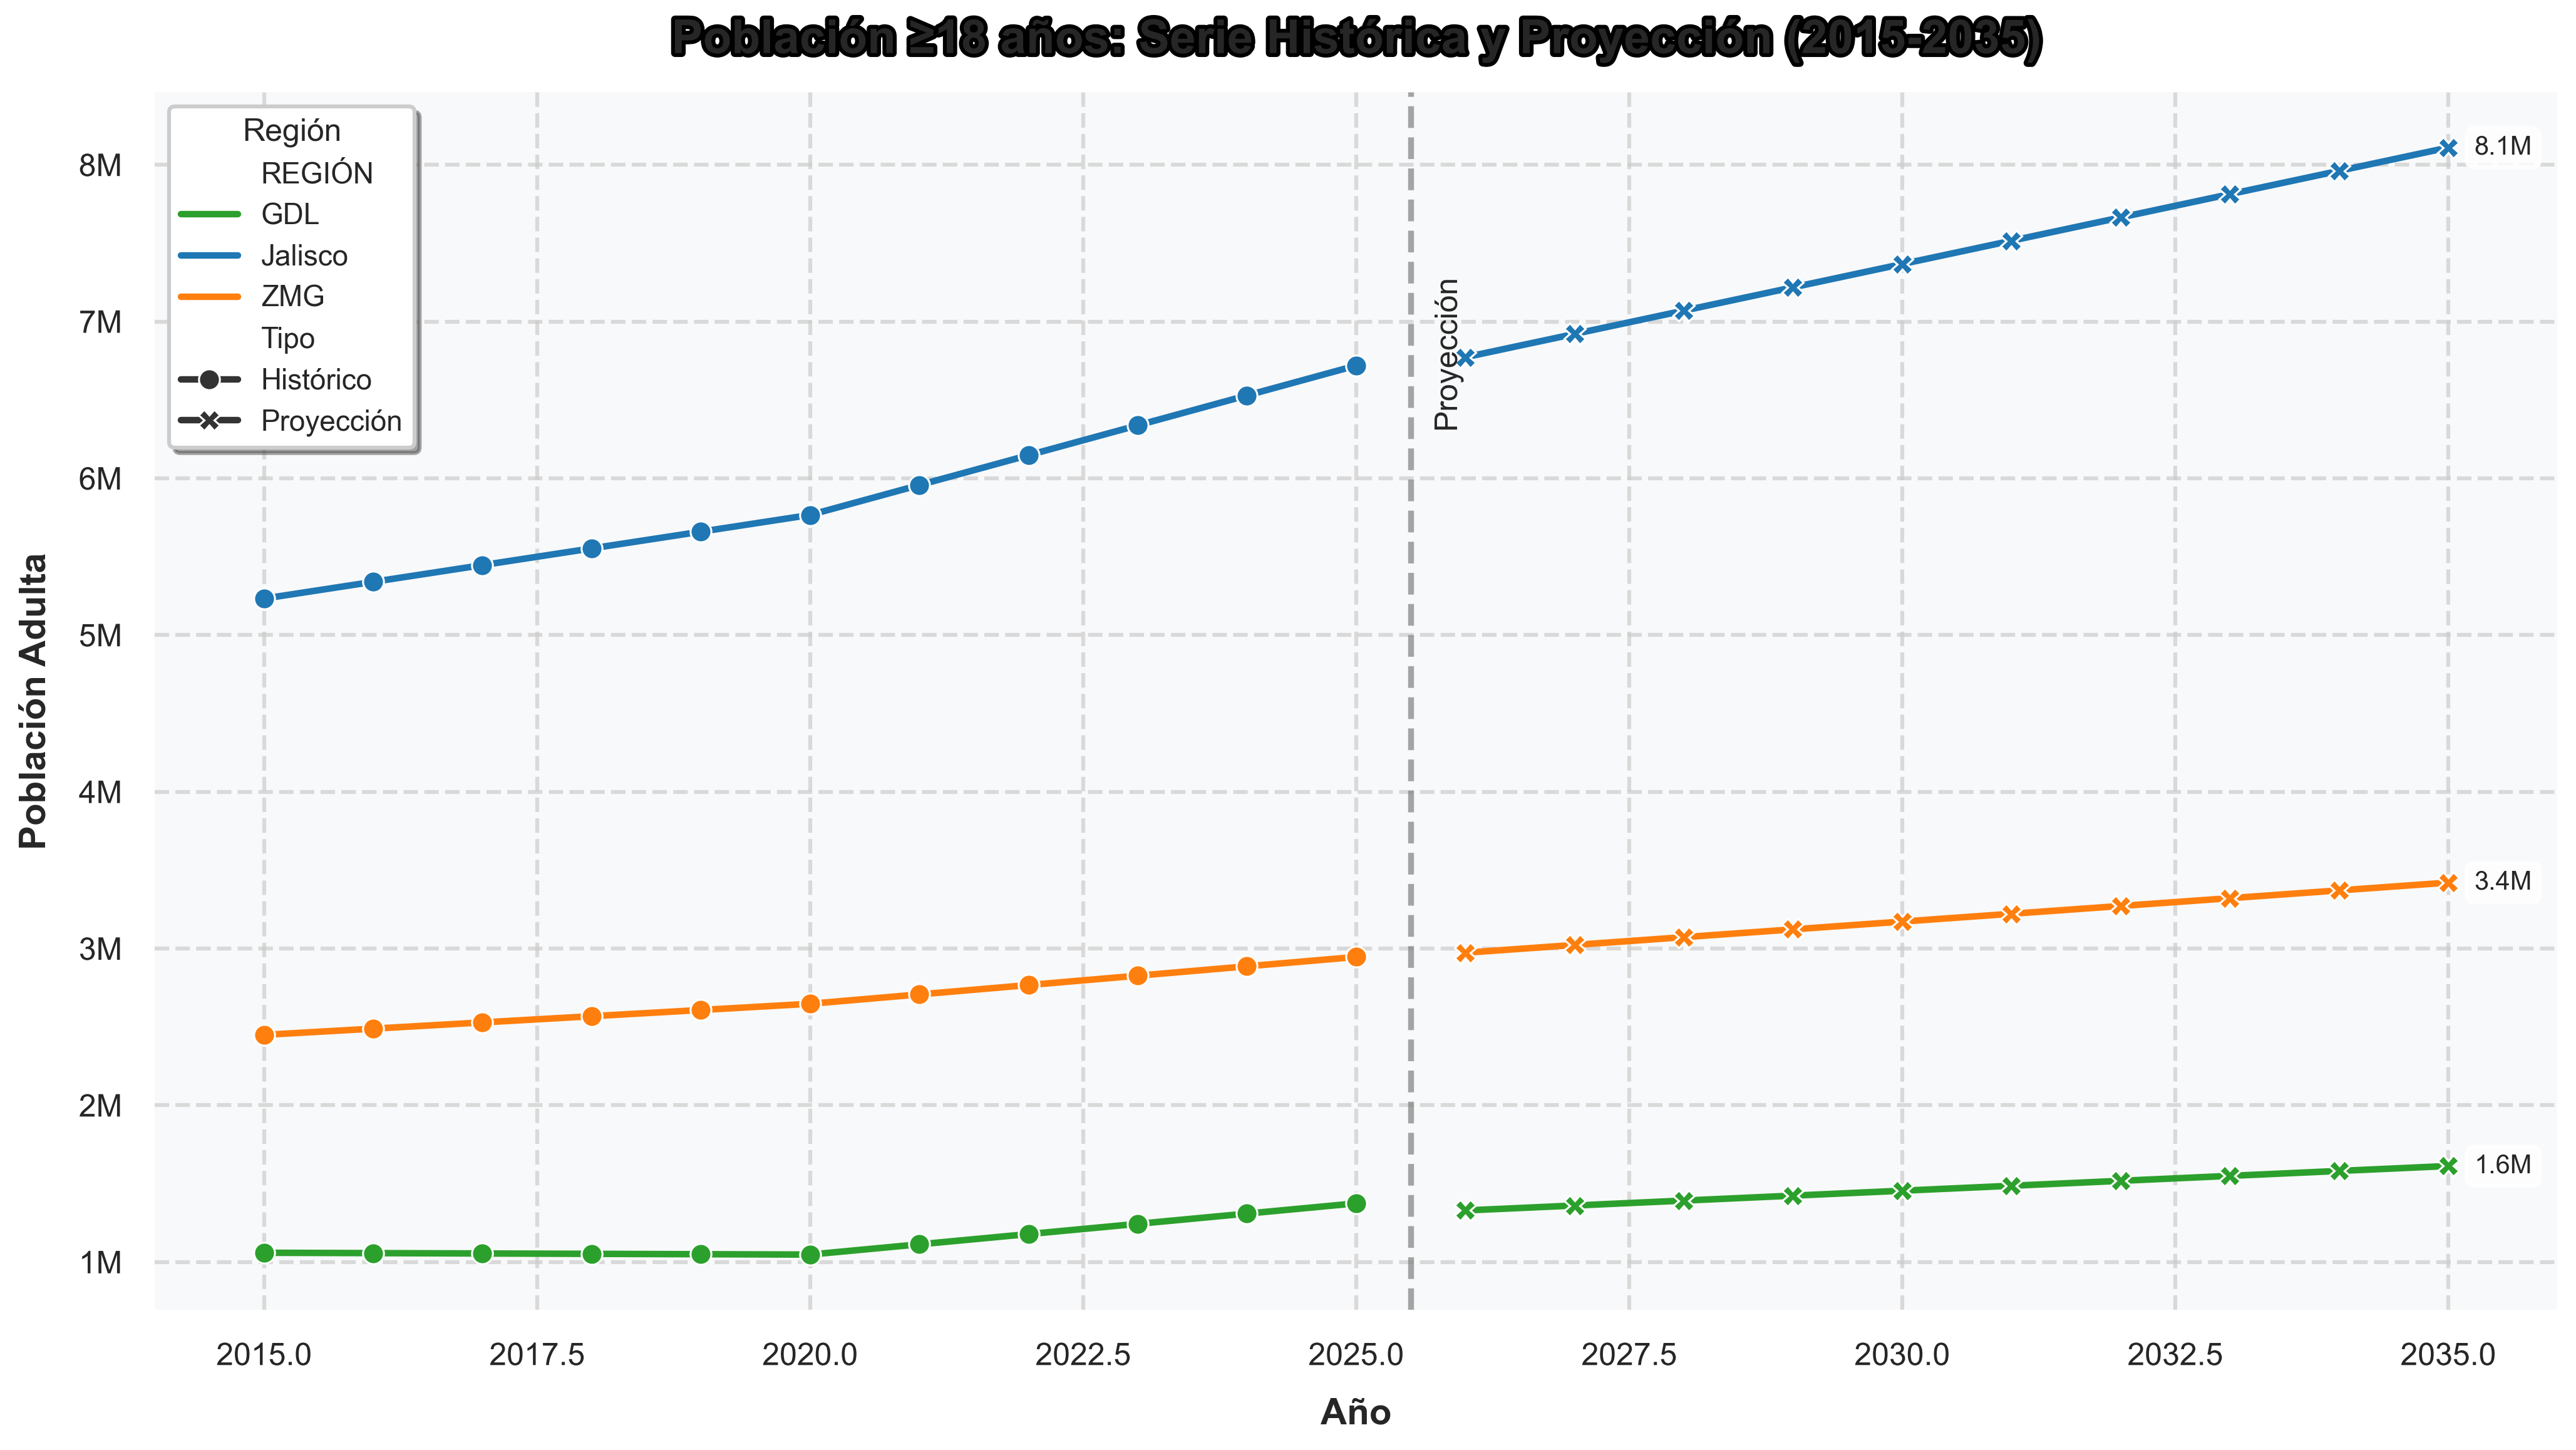 Población ≥18 años: Serie Histórica y Proyección (2015-2035)
Región
REGIÓN
GDL
Jalisco
ZMG
Tipo
Histórico
Proyección
8M
7M
6M
5M
4M
3M
2M
1M
Población Adulta
Proyección
8.1M
3.4M
1.6M
2015.0
2017.5
2020.0
2022.5
2025.0
2027.5
2030.0
2032.5
2035.0
Año